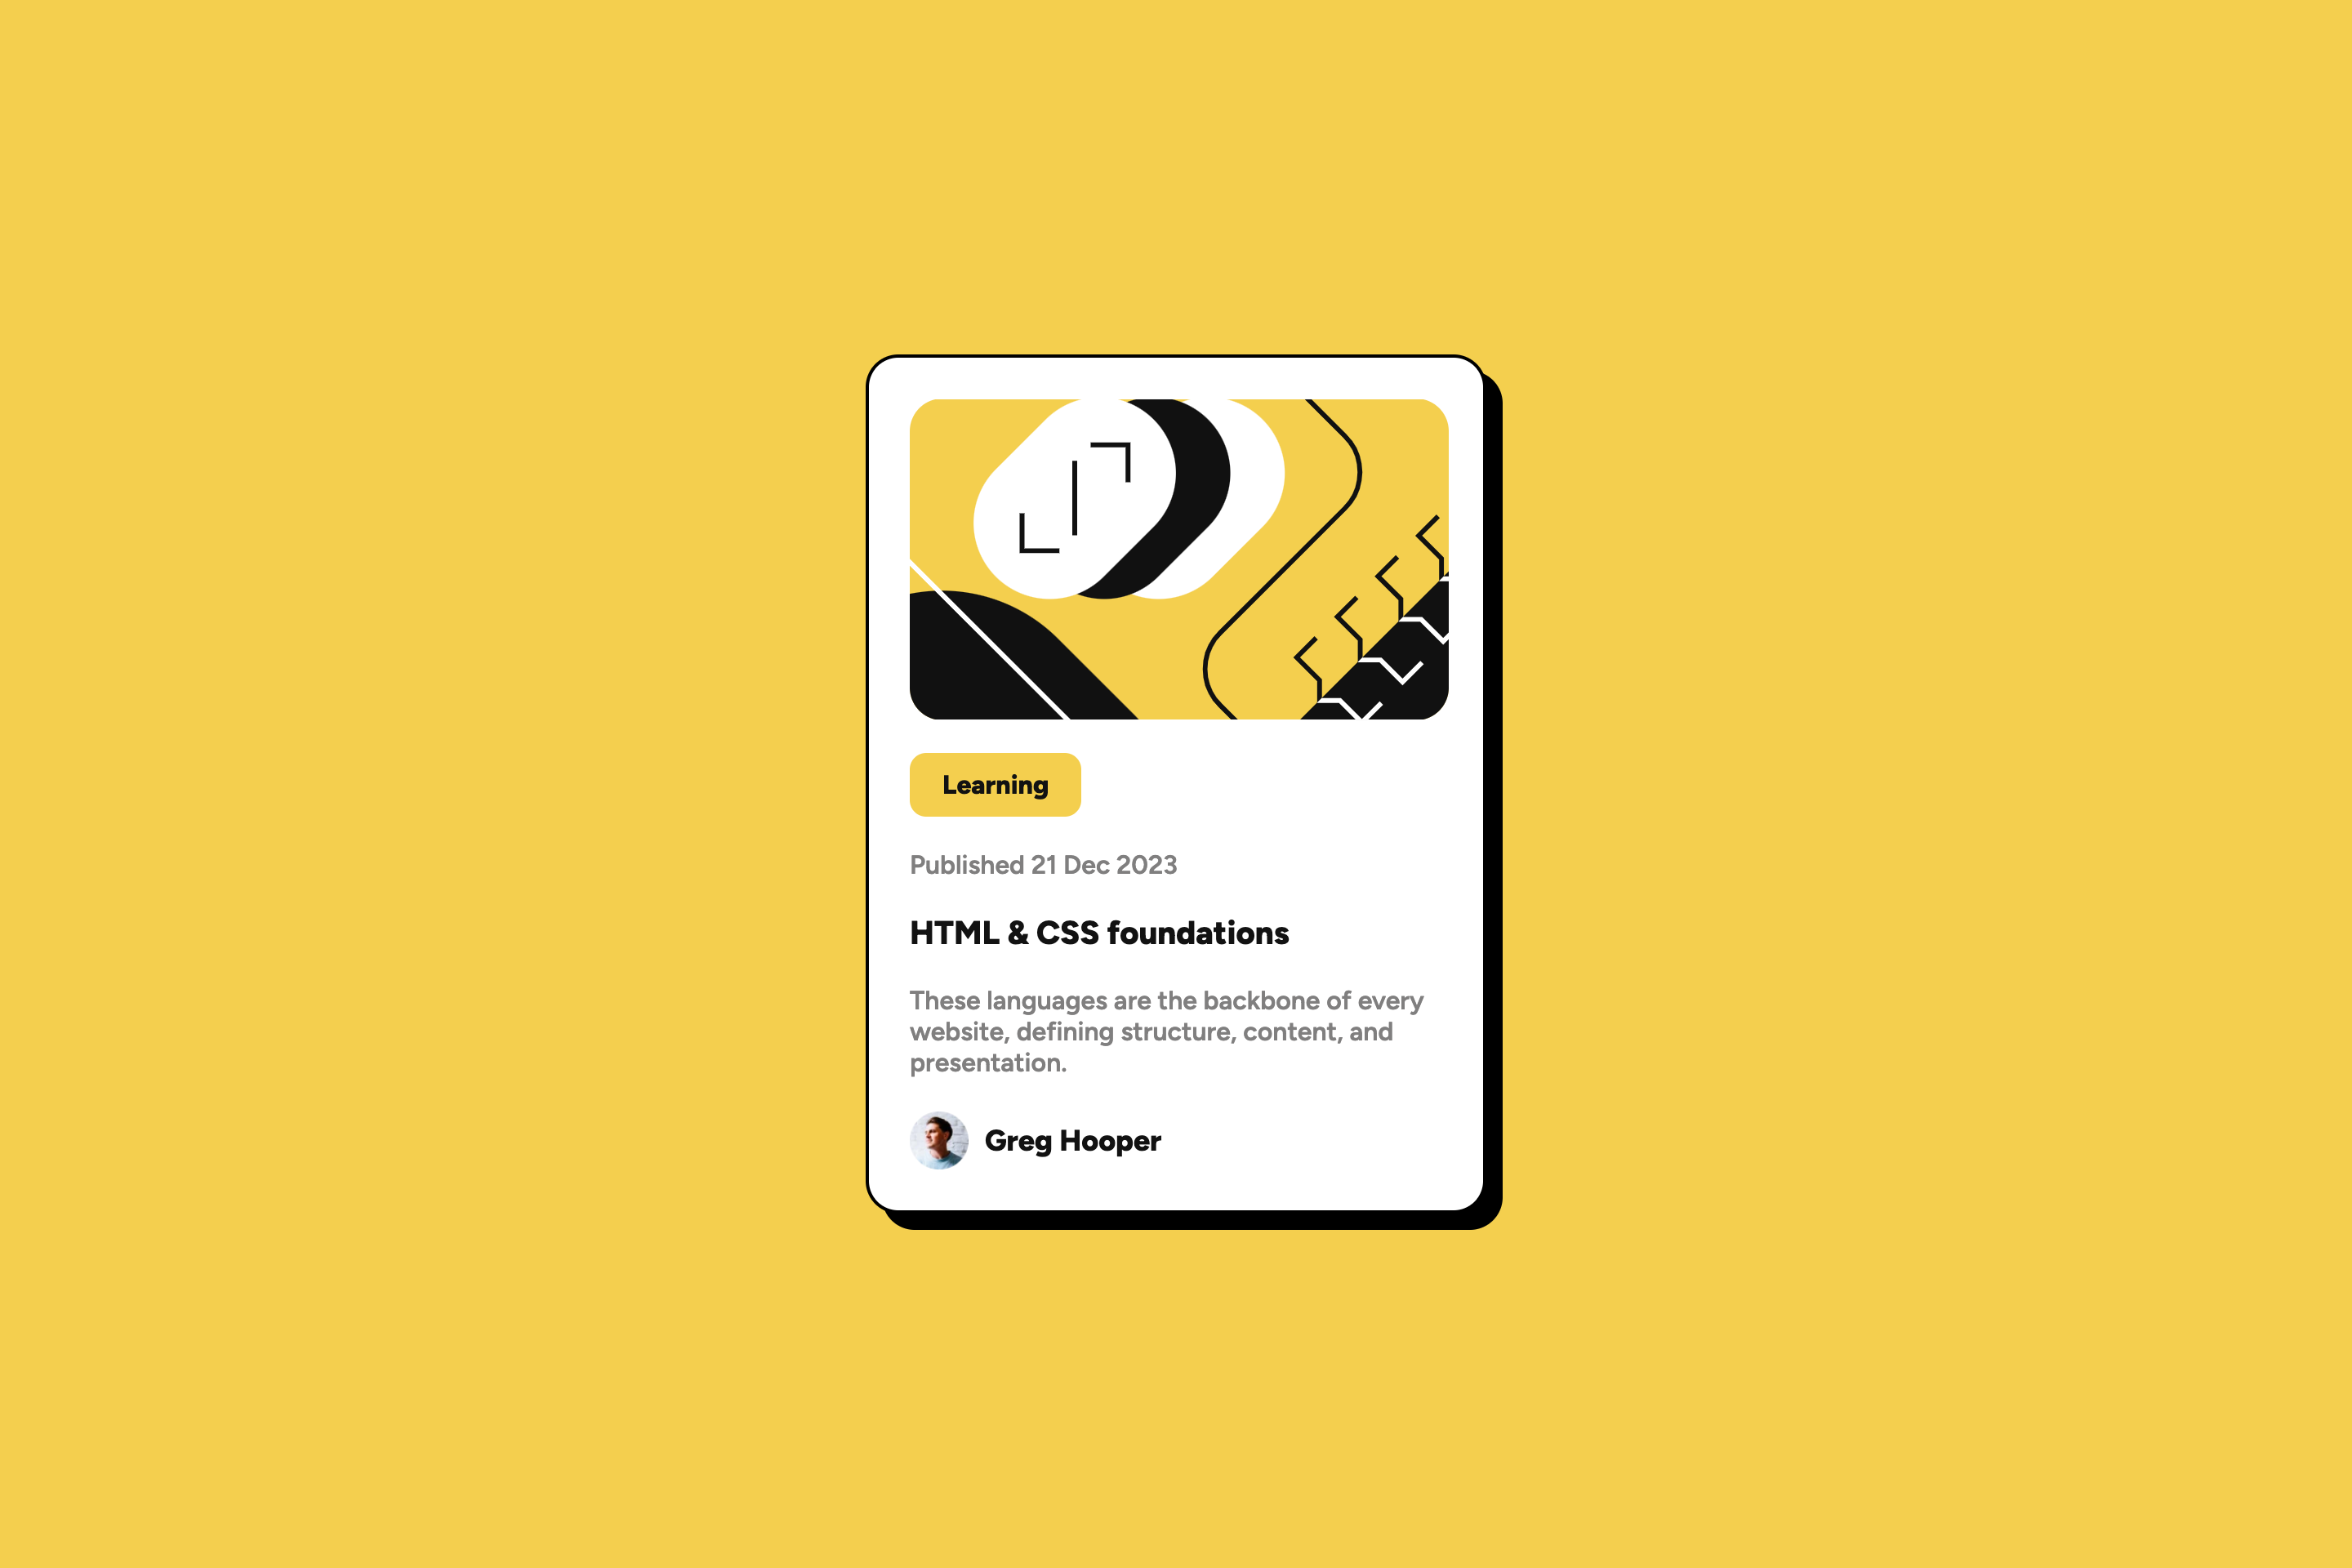 Learning
Published 21 Dec 2023
HTML & CSS foundations
These languages are the backbone of every
website, defining structure, content, and
presentation.
Greg Hooper